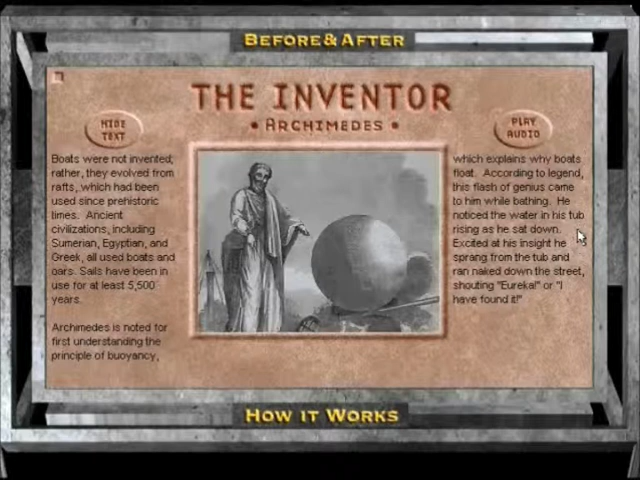 BEFORE & AFTER
THE INVENTOR
• ARCHIMEDES •
HIDE
TEXT
PLAY
AUDIO
Boats were not invented;
rather, they evolved from
rafts, which had been
used since prehistoric
times. Ancient
civilizations, including
Sumerian, Egyptian, and
Greek, all used boats and
oars. Sails have been in
use for at least 5,500
years.
Archimedes is noted for
first understanding the
principle of buoyancy,
which explains why boats
float. According to legend,
this flash of genius came
to him while bathing. He
noticed the water in his tub
rising as he sat down.
Excited at his insight he
sprang from the tub and
ran naked down the street,
shouting "Eureka!" or "I
have found it!"
HOW IT WORKS